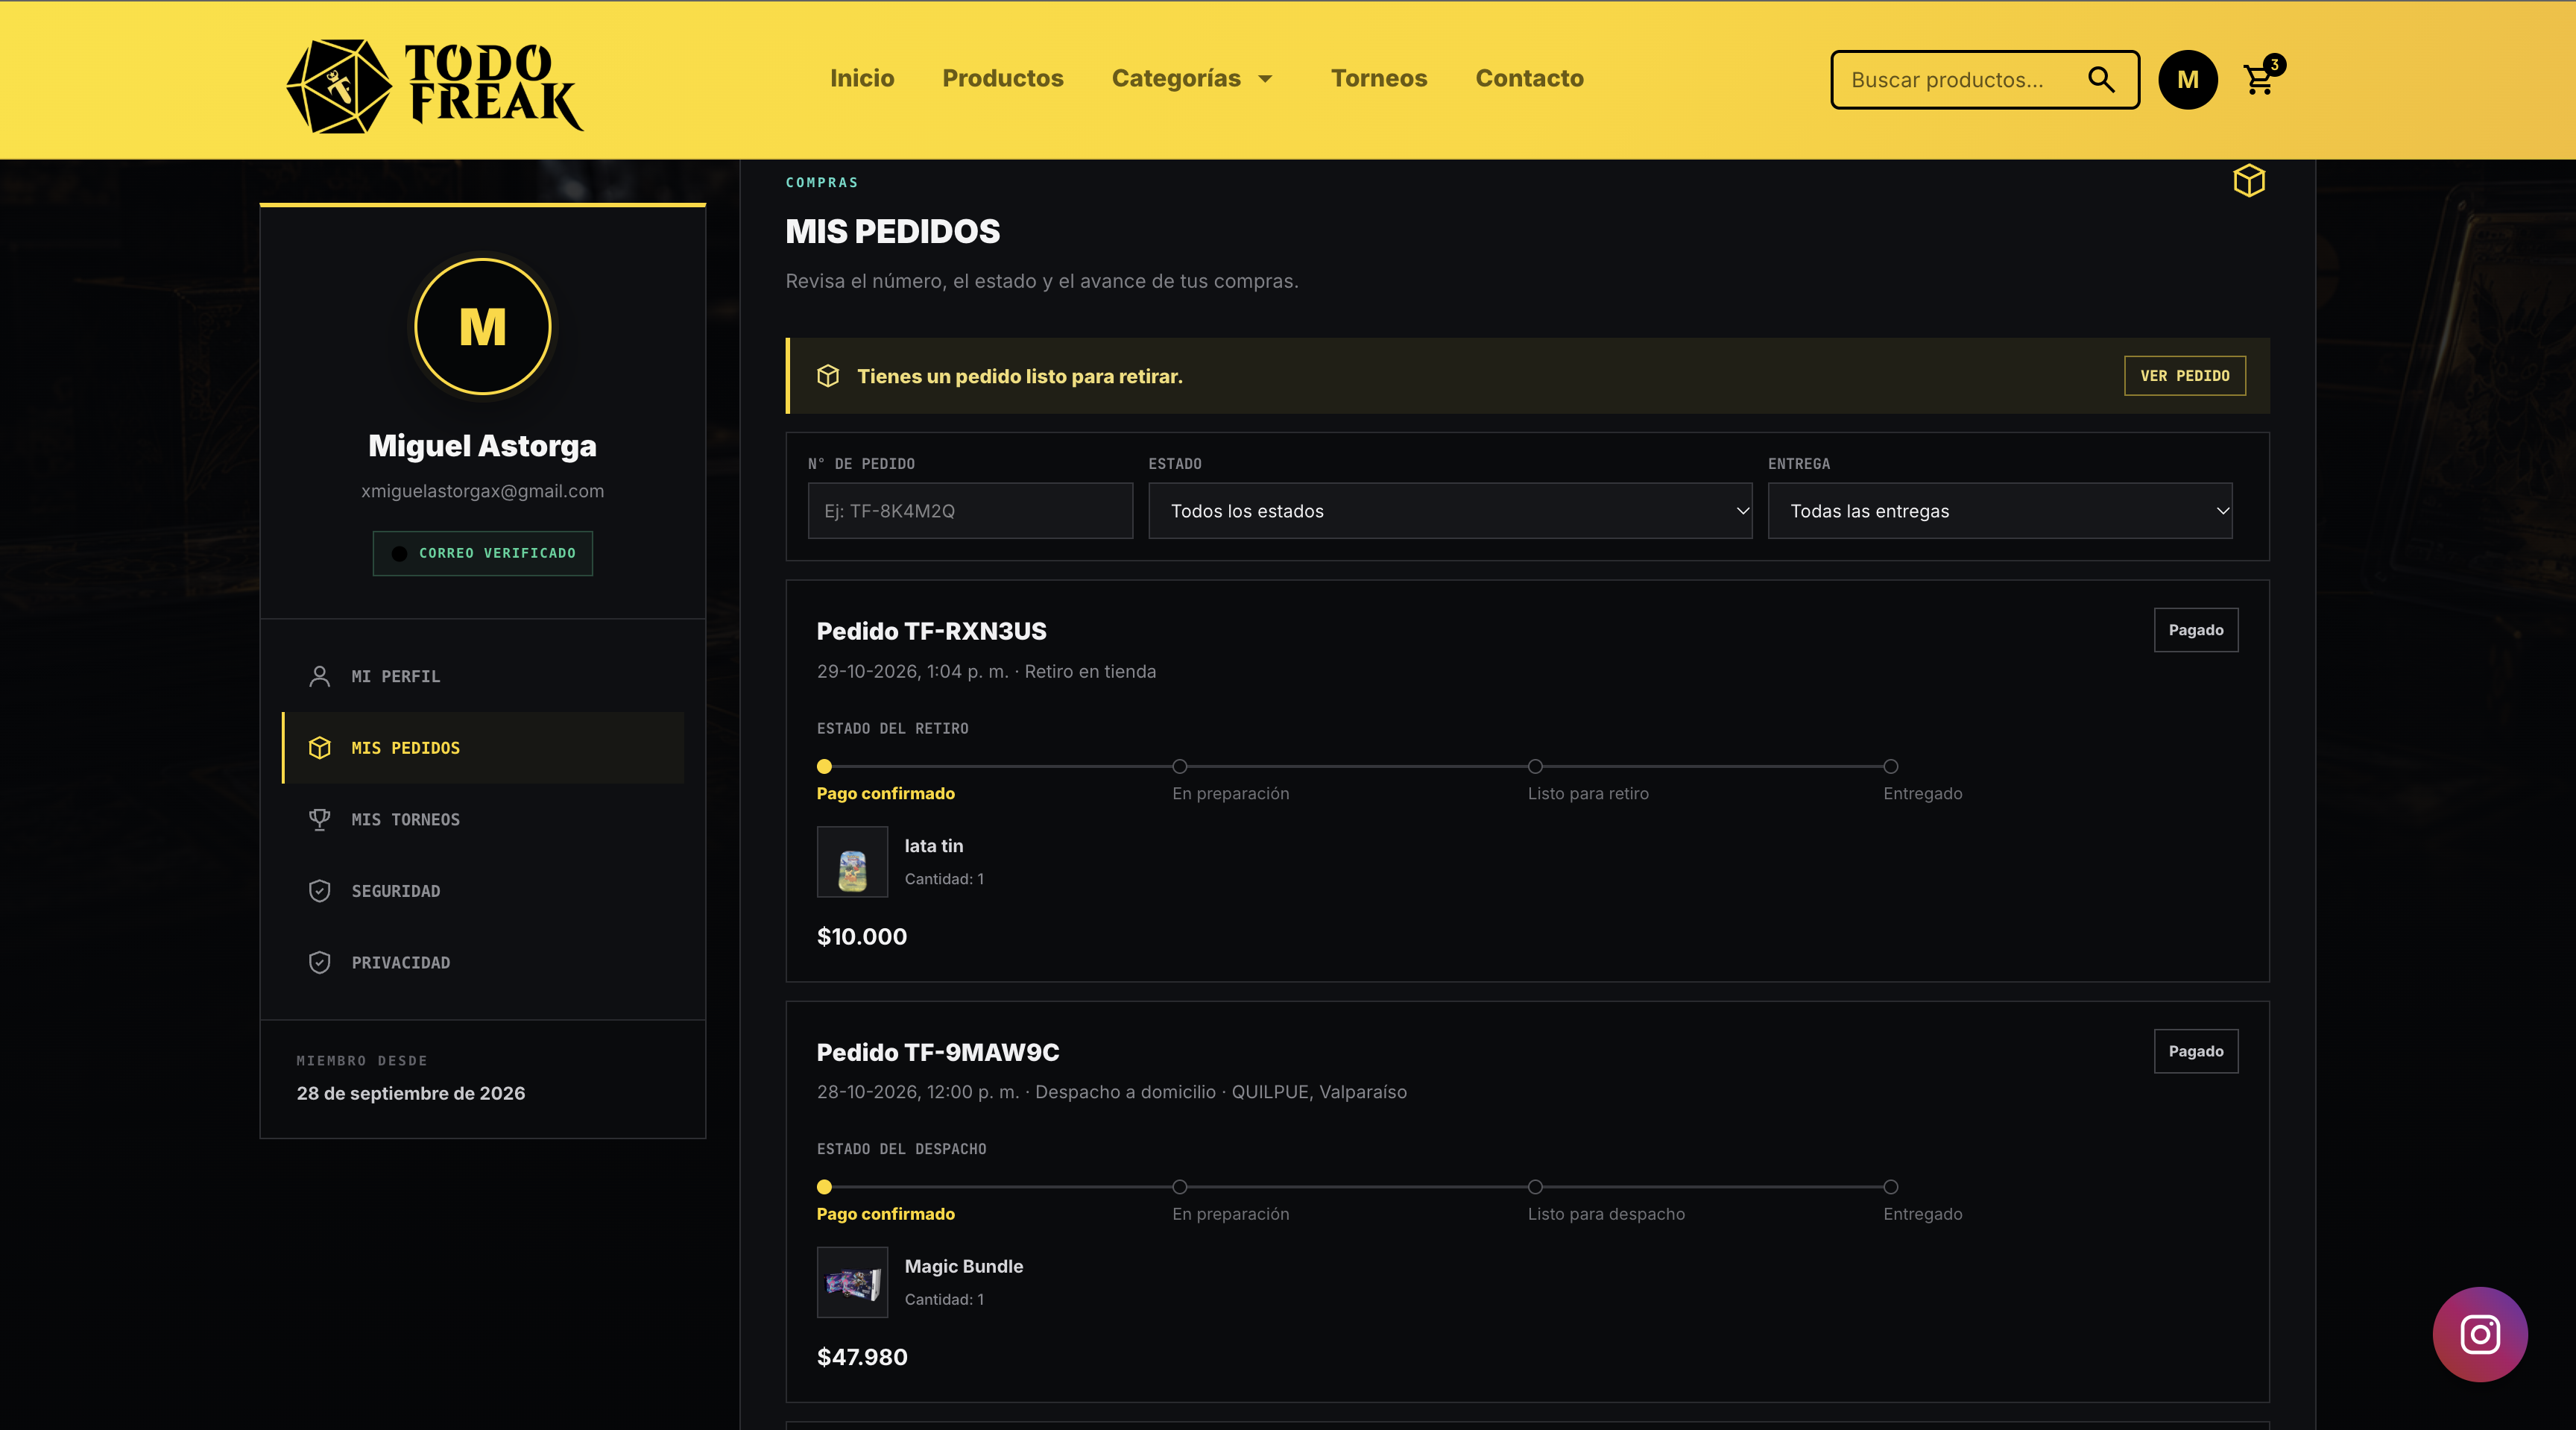 TODO FREAK
Inicio Productos Categorías Torneos Contacto
Buscar productos...
M
3
M
Miguel Astorga
xmiguelastorgax@gmail.com
CORREO VERIFICADO
MI PERFIL
MIS PEDIDOS
MIS TORNEOS
SEGURIDAD
PRIVACIDAD
MIEMBRO DESDE
28 de septiembre de 2026
COMPRAS
MIS PEDIDOS
Revisa el número, el estado y el avance de tus compras.
Tienes un pedido listo para retirar.
VER PEDIDO
N° DE PEDIDO ESTADO ENTREGA
Ej: TF-8K4M2Q Todos los estados Todas las entregas
Pedido TF-RXN3US
Pagado
29-10-2026, 1:04 p. m. · Retiro en tienda
ESTADO DEL RETIRO
Pago confirmado En preparación Listo para retiro Entregado
lata tin
Cantidad: 1
$10.000
Pedido TF-9MAW9C
Pagado
28-10-2026, 12:00 p. m. · Despacho a domicilio · QUILPUE, Valparaíso
ESTADO DEL DESPACHO
Pago confirmado En preparación Listo para despacho Entregado
Magic Bundle
Cantidad: 1
$47.980